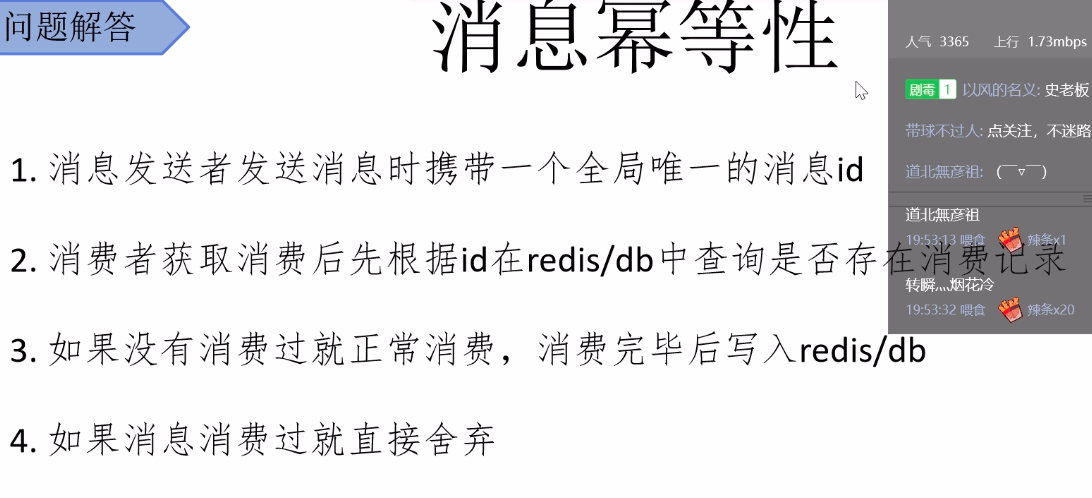 问题解答
消息幂等性
人气 3365 上行 1.73mbps
剧毒 1 以风的名义: 史老板
带球不过人: 点关注，不迷路
道北無彦祖: (￣▽￣)
道北無彦祖
19:53:13 喂食 辣条x1
转瞬灬烟花冷
19:53:32 喂食 辣条x20
1. 消息发送者发送消息时携带一个全局唯一的消息id
2. 消费者获取消费后先根据id在redis/db中查询是否存在消费记录
3. 如果没有消费过就正常消费，消费完毕后写入redis/db
4. 如果消息消费过就直接舍弃